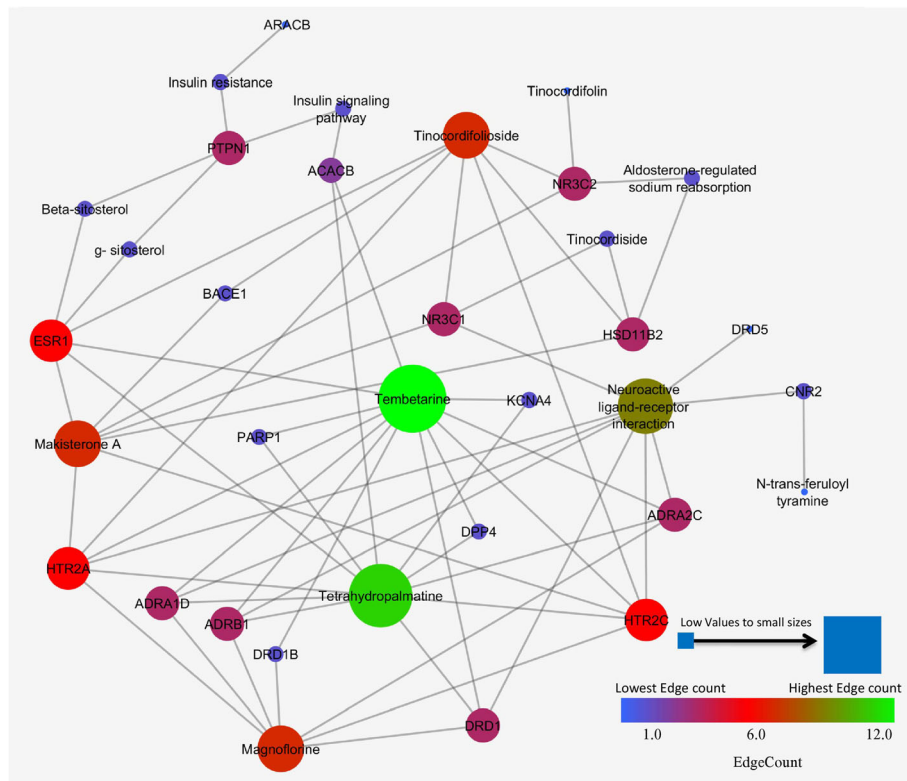 ARACB
Insulin resistance
Insulin signaling
pathway
Tinocordifolin
Tinocordifolioside
PTPN1
ACACB
Aldosterone-regulated
sodium reabsorption
NR3C2
Beta-sitosterol
g- sitosterol
Tinocordiside
BACE1
NR3C1
HSD11B2
DRD5
ESR1
Neuroactive
ligand-receptor
interaction
CNR2
Tembetarine
KCNA4
Makisterone A
PARP1
N-trans-feruloyl
tyramine
ADRA2C
DPP4
HTR2A
ADRA1D
Tetrahydropalmatine
ADRB1
HTR2C
Low Values to small sizes
DRD1B
Lowest Edge count
Highest Edge count
DRD1
Magnoflorine
1.0
6.0
12.0
EdgeCount